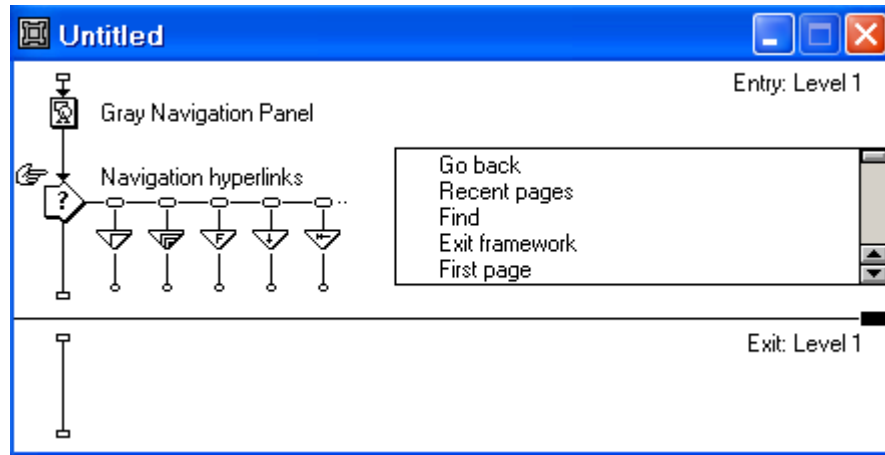 Untitled
Entry: Level 1
Gray Navigation Panel
Navigation hyperlinks
?
F
Go back
Recent pages
Find
Exit framework
First page
Exit: Level 1